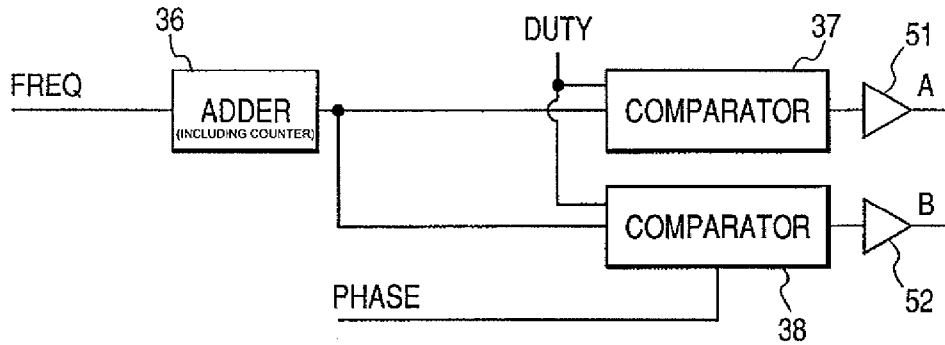 36
DUTY
37
51
FREQ
ADDER
(INCLUDING COUNTER)
COMPARATOR
A
COMPARATOR
B
PHASE
38
52